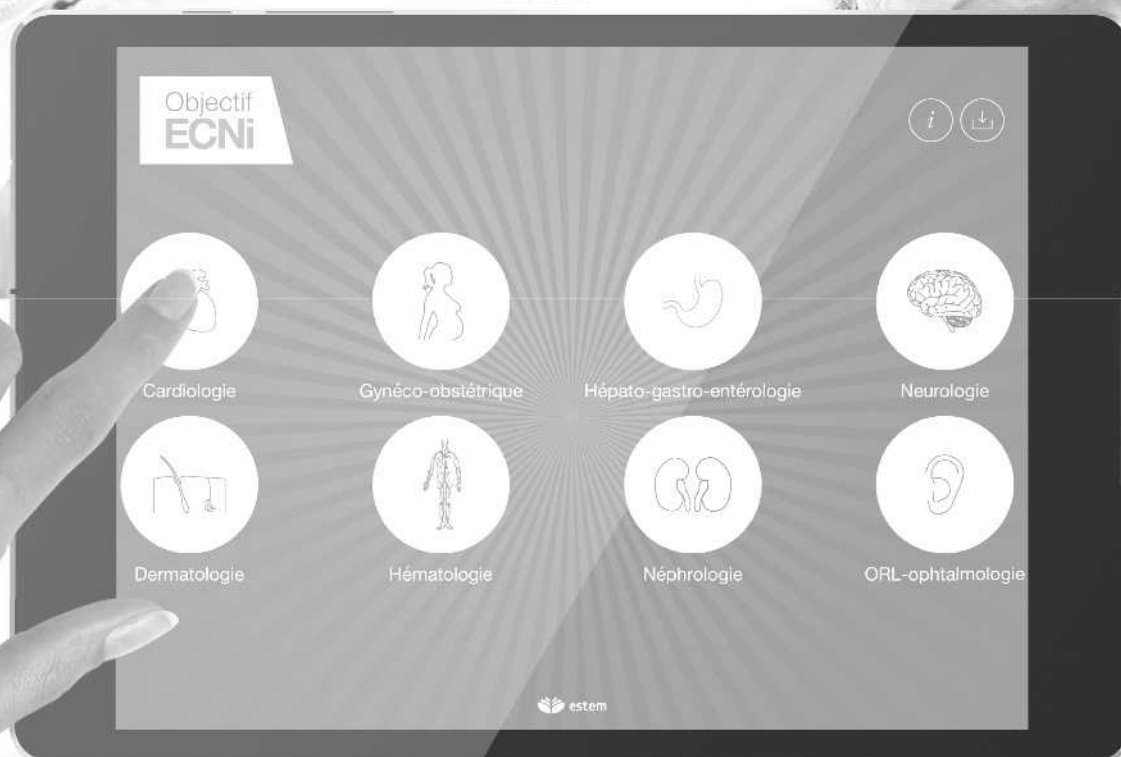 Objectif
ECNi
i
Cardiologie
Gynéco-obstétrique
Hépato-gastro-entérologie
Neurologie
Dermatologie
Hématologie
Néphrologie
ORL-ophtalmologie
estem